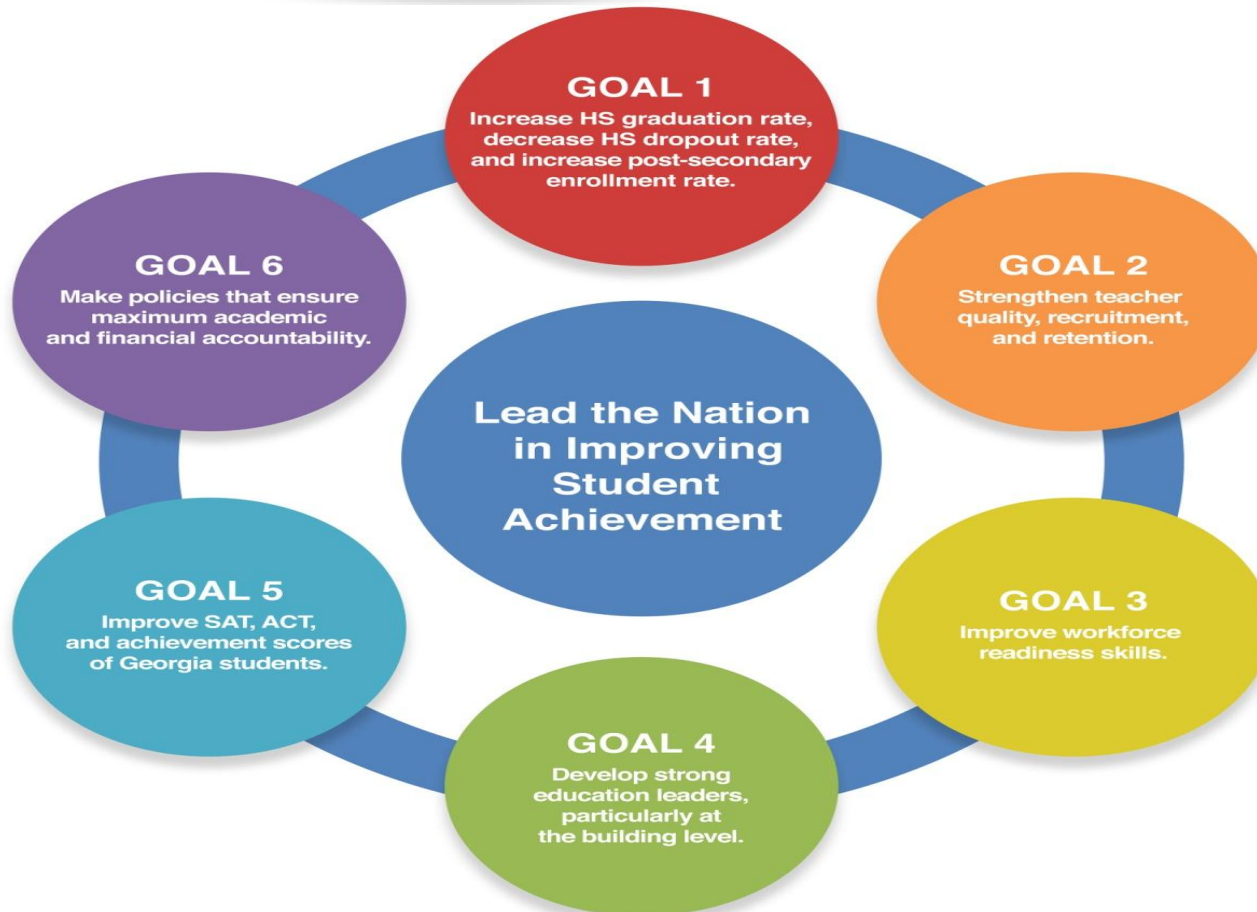 GOAL 1
Increase HS graduation rate,
decrease HS dropout rate,
and increase post-secondary
enrollment rate.
GOAL 2
Strengthen teacher
quality, recruitment,
and retention.
GOAL 3
Improve workforce
readiness skills.
GOAL 4
Develop strong
education leaders,
particularly at
the building level.
GOAL 5
Improve SAT, ACT,
and achievement scores
of Georgia students.
GOAL 6
Make policies that ensure
maximum academic
and financial accountability.
Lead the Nation
in Improving
Student
Achievement